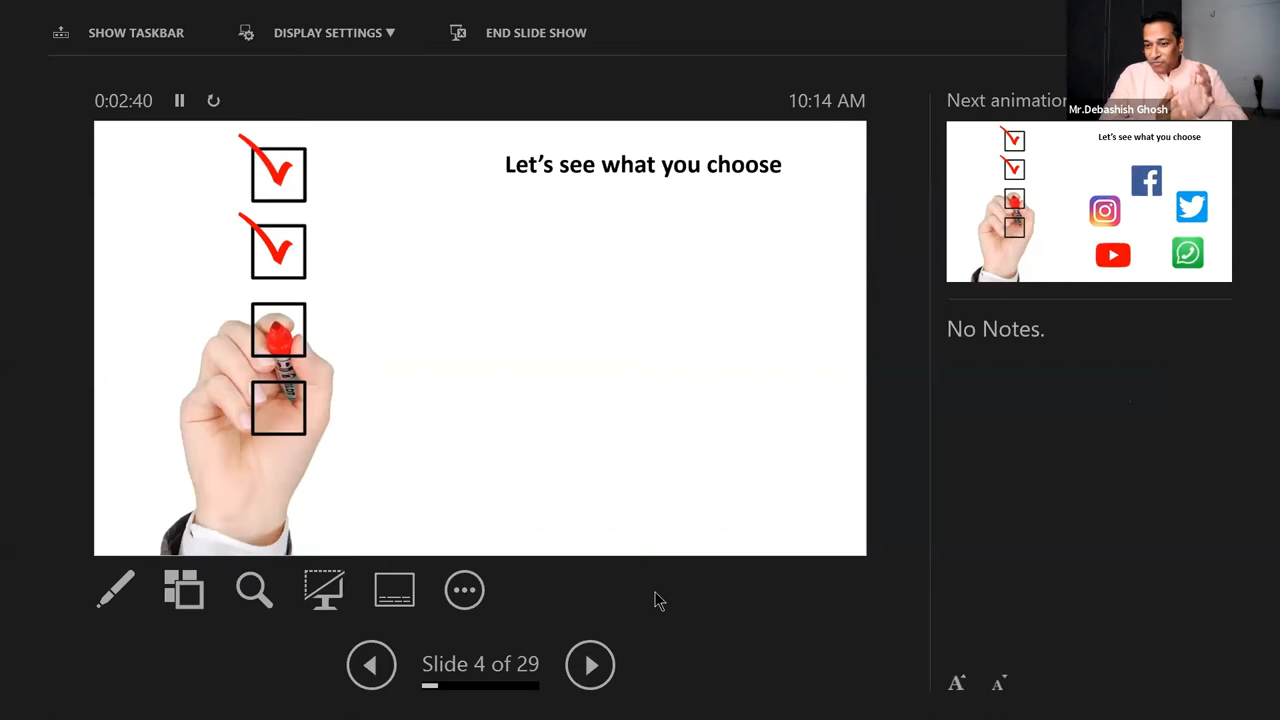 SHOW TASKBAR
DISPLAY SETTINGS ▼
END SLIDE SHOW
0:02:40
10:14 AM
Let’s see what you choose
Next animation
Mr.Debashish Ghosh
Let’s see what you choose
No Notes.
Slide 4 of 29
A
A